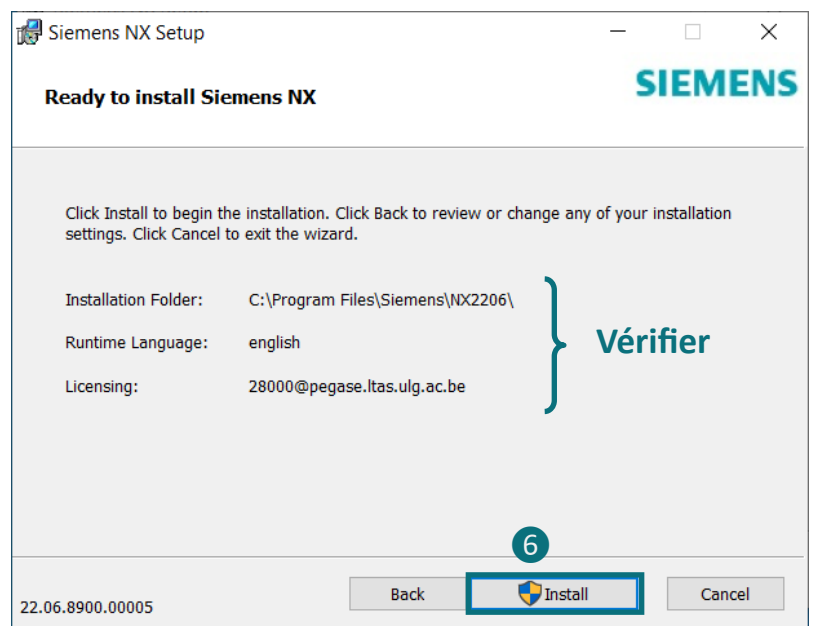 Siemens NX Setup
Ready to install Siemens NX
SIEMENS
Click Install to begin the installation. Click Back to review or change any of your installation
settings. Click Cancel to exit the wizard.
Installation Folder: C:\Program Files\Siemens\NX2206\
Runtime Language: english
Vérifier
Licensing: 28000@pegase.ltas.ulg.ac.be
6
Back Install Cancel
22.06.8900.00005